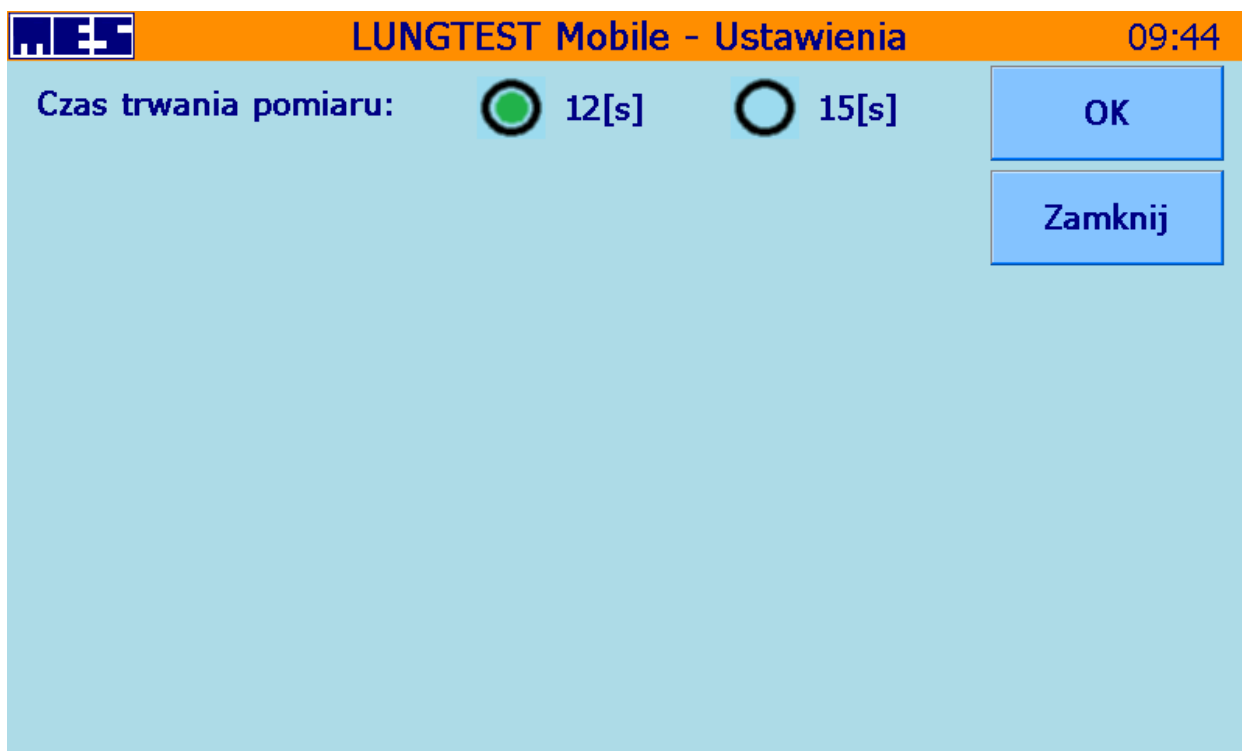 MES LUNGTEST Mobile - Ustawienia 09:44
Czas trwania pomiaru: 12[s] 15[s] OK
Zamknij